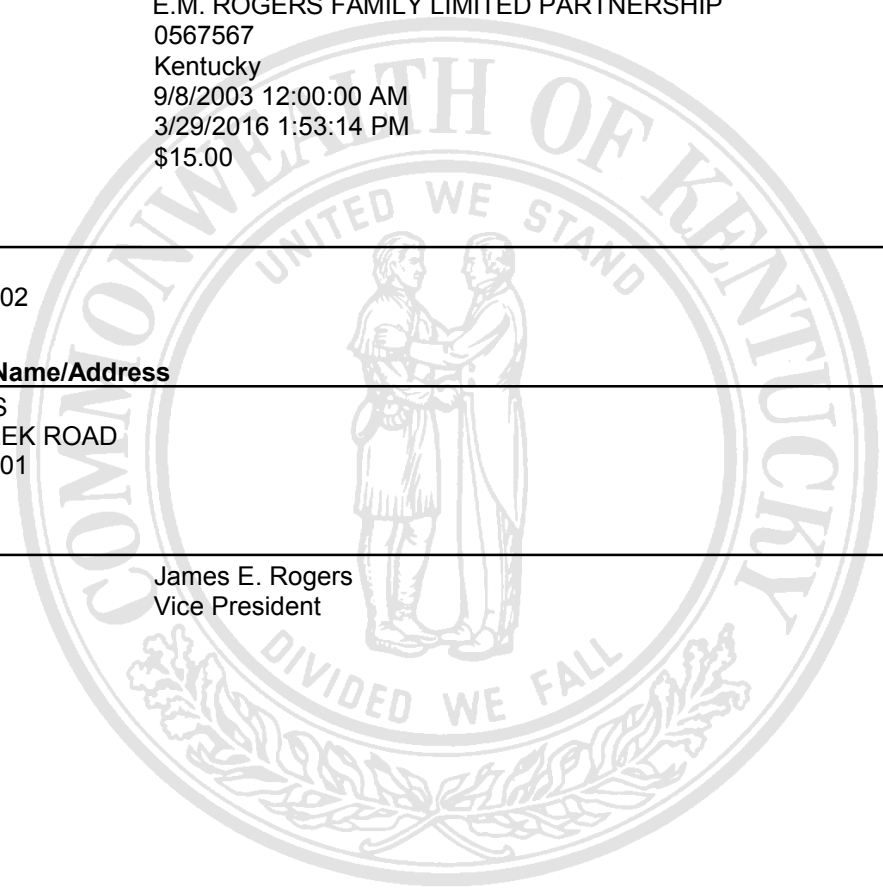 E.M. ROGERS FAMILY LIMITED PARTNERSHIP
0567567
Kentucky
9/8/2003 12:00:00 AM
3/29/2016 1:53:14 PM
$15.00
COMMONWEALTH OF KENTUCKY
UNITED WE STAND
02
Name/Address
S
EK ROAD
01
James E. Rogers
Vice President
DIVIDED WE FALL